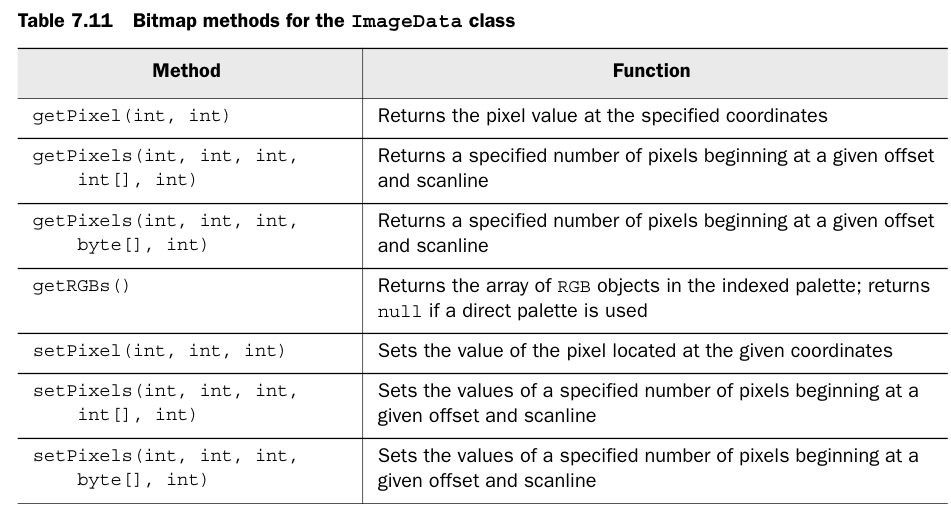 Table 7.11 Bitmap methods for the ImageData class
Method Function
getPixel(int, int) Returns the pixel value at the specified coordinates
getPixels(int, int, int, Returns a specified number of pixels beginning at a given offset
int[], int) and scanline
getPixels(int, int, int, Returns a specified number of pixels beginning at a given offset
byte[], int) and scanline
getRGBs() Returns the array of RGB objects in the indexed palette; returns
null if a direct palette is used
setPixel(int, int, int) Sets the value of the pixel located at the given coordinates
setPixels(int, int, int, Sets the values of a specified number of pixels beginning at a
int[], int) given offset and scanline
setPixels(int, int, int, Sets the values of a specified number of pixels beginning at a
byte[], int) given offset and scanline